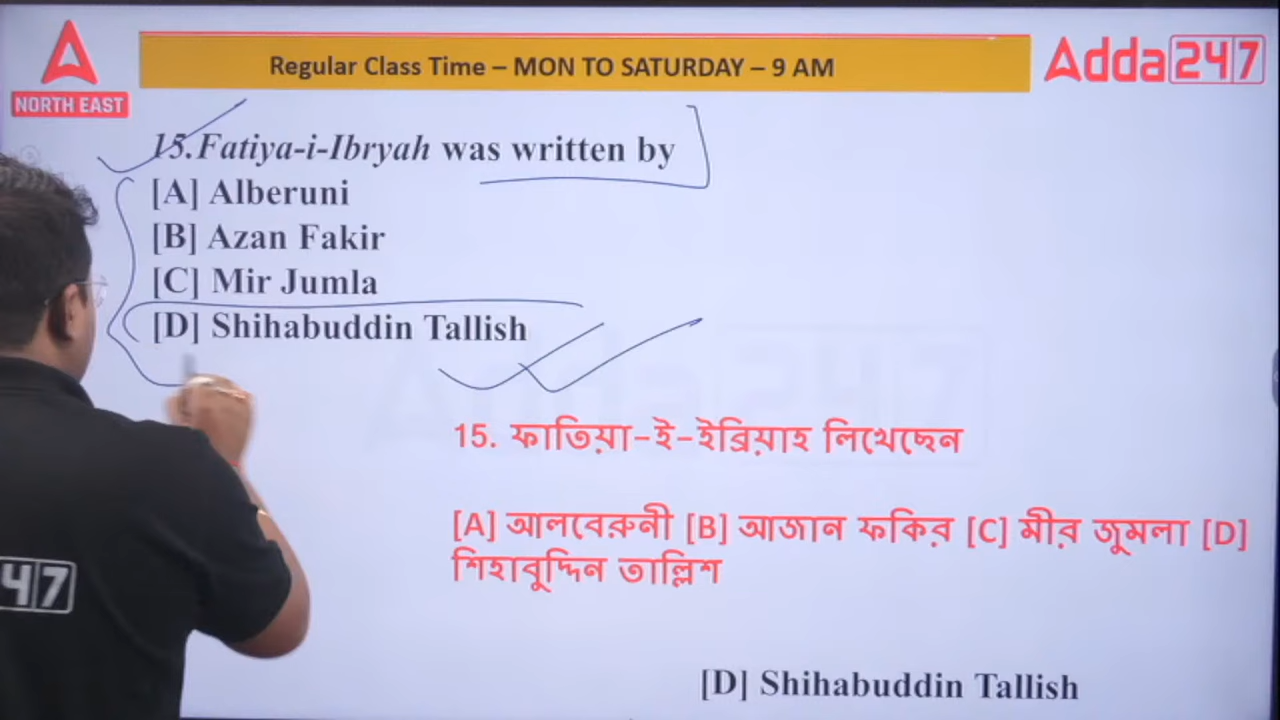 Regular Class Time – MON TO SATURDAY – 9 AM
Adda247
NORTH EAST
15.Fatiya-i-Ibryah was written by
[A] Alberuni
[B] Azan Fakir
[C] Mir Jumla
[D] Shihabuddin Tallish
15. ফাতিয়া-ই-ইব্রিয়াহ লিখেছেন
[A] আলবেরুনী [B] আজান ফকির [C] মীর জুমলা [D]
শিহাবুদ্দিন তাল্লিশ
47
[D] Shihabuddin Tallish